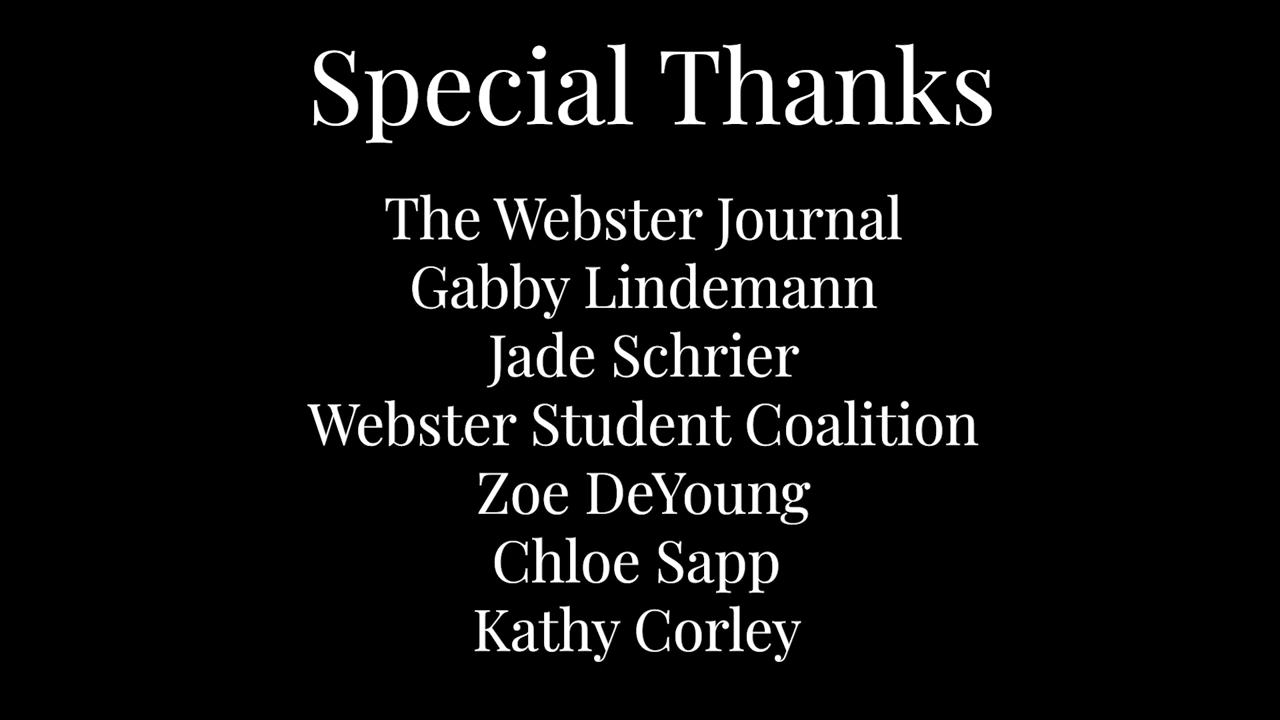 Special Thanks
The Webster Journal
Gabby Lindemann
Jade Schrier
Webster Student Coalition
Zoe DeYoung
Chloe Sapp
Kathy Corley